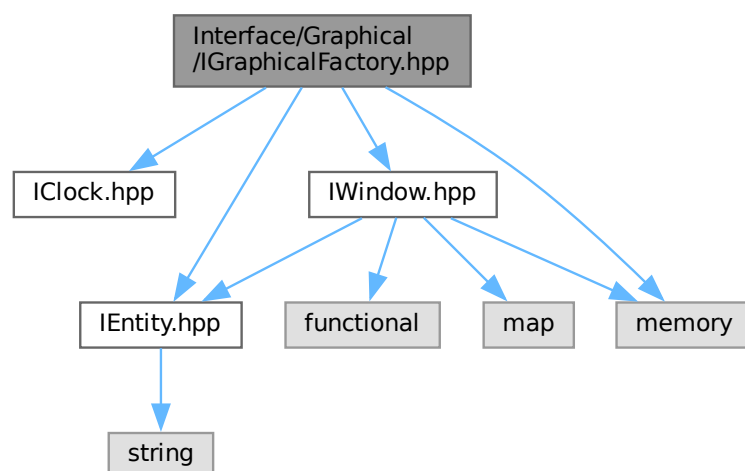 Interface/Graphical
/IGraphicalFactory.hpp
IClock.hpp
IWindow.hpp
IEntity.hpp
functional
map
memory
string